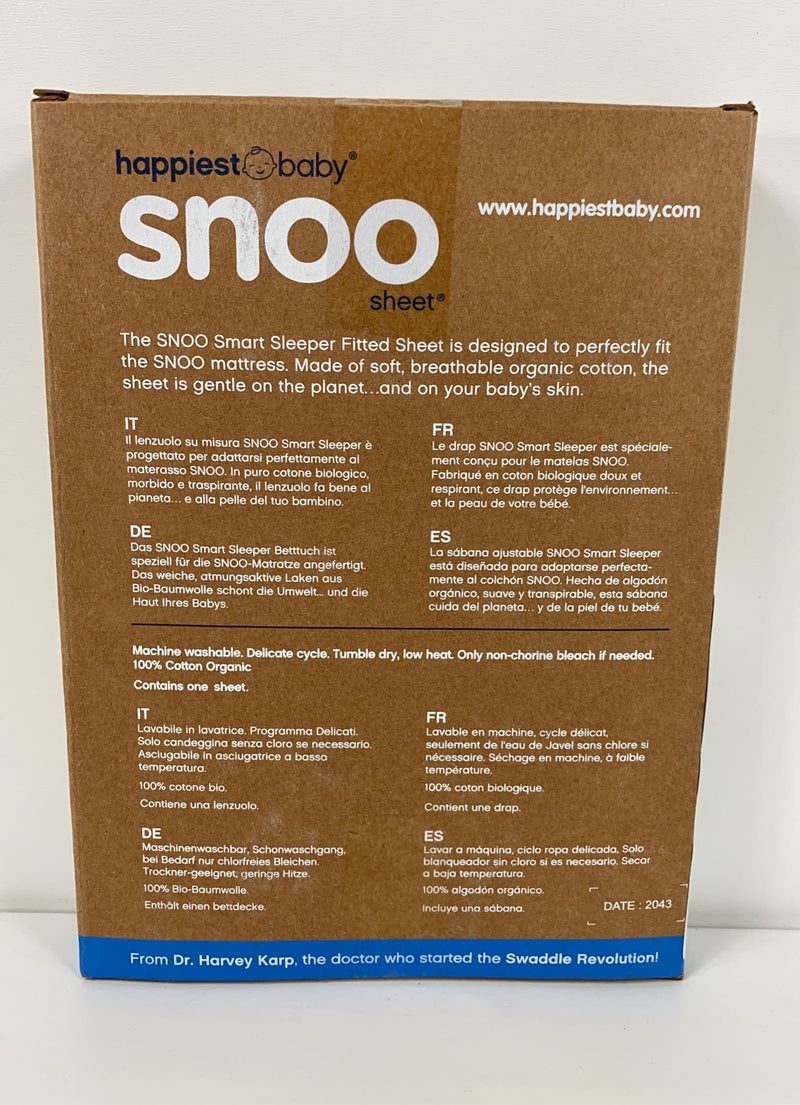 happiest baby®
snoo
sheet®
www.happiestbaby.com
The SNOO Smart Sleeper Fitted Sheet is designed to perfectly fit
the SNOO mattress. Made of soft, breathable organic cotton, the
sheet is gentle on the planet...and on your baby's skin.
IT
Il lenzuolo su misura SNOO Smart Sleeper è
progettato per adattarsi perfettamente al
materasso SNOO. In puro cotone biologico,
morbido e traspirante, il lenzuolo fa bene al
pianeta... e alla pelle del tuo bambino.
FR
Le drap SNOO Smart Sleeper est spéciale-
ment conçu pour le matelas SNOO.
Fabriqué en coton biologique doux et
respirant, ce drap protège l'environnement...
et la peau de votre bébé.
DE
Das SNOO Smart Sleeper Betttuch ist
speziell für die SNOO-Matratze angefertigt.
Das weiche, atmungsaktive Laken aus
Bio-Baumwolle schont die Umwelt... und die
Haut Ihres Babys.
ES
La sábana ajustable SNOO Smart Sleeper
está diseñada para adaptarse perfecta-
mente al colchón SNOO. Hecha de algodón
orgánico, suave y transpirable, esta sábana
cuida del planeta... y de la piel de tu bebé.
Machine washable. Delicate cycle. Tumble dry, low heat. Only non-chorine bleach if needed.
100% Cotton Organic
Contains one sheet.
IT
Lavabile in lavatrice. Programma Delicati.
Solo candeggina senza cloro se necessario.
Asciugabile in asciugatrice a basso
temperatura.
100% cotone bio.
Contiene una lenzuolo.
FR
Lavable en machine, cycle délicat,
seulement de l'eau de Javel sans chlore si
nécessaire. Séchage en machine, à faible
température.
100% coton biologique.
Contient une drap.
DE
Maschinenwaschbar, Schonwaschgang,
bei Bedarf nur chlorfreies Bleichen.
Trockner-geeignet, geringe Hitze.
100% Bio-Baumwolle.
Enthält einen bettdecke.
ES
Lavar a máquina, ciclo ropa delicada, Solo
blanqueador sin cloro si es necesario. Secar
a baja temperatura.
100% algodón orgánico.
Incluye una sábana.
DATE : 2043
From Dr. Harvey Karp, the doctor who started the Swaddle Revolution!